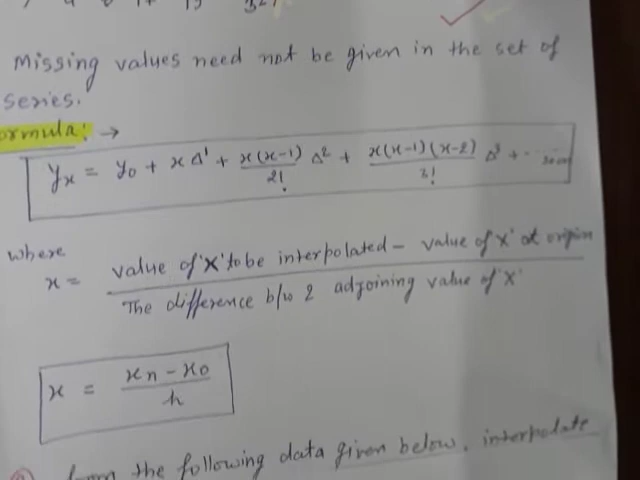 Missing values need not be given in the set of
series.
ormula: →
yₓ = y₀ + x Δ¹ + x(x-1)/2! Δ² + x(x-1)(x-2)/3! Δ³ + ...
where
x = value of 'X' to be interpolated - value of 'X' at origin / The difference b/w 2 adjoining value of 'X'
x = xn - x0 / h
from the following data given below, interpolate